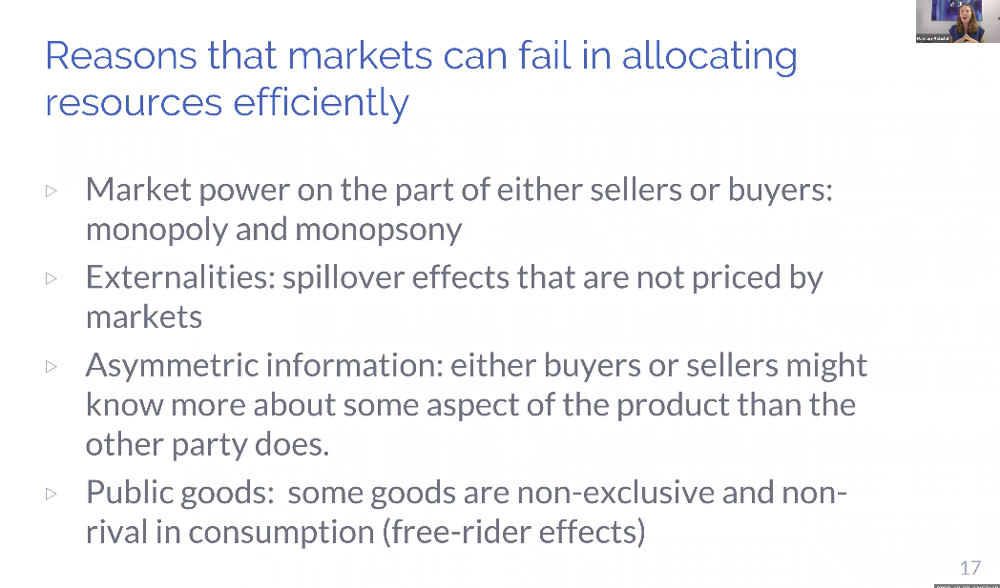 Reasons that markets can fail in allocating
resources efficiently
▷ Market power on the part of either sellers or buyers:
monopoly and monopsony
▷ Externalities: spillover effects that are not priced by
markets
▷ Asymmetric information: either buyers or sellers might
know more about some aspect of the product than the
other party does.
▷ Public goods:  some goods are non-exclusive and non-
rival in consumption (free-rider effects)
17